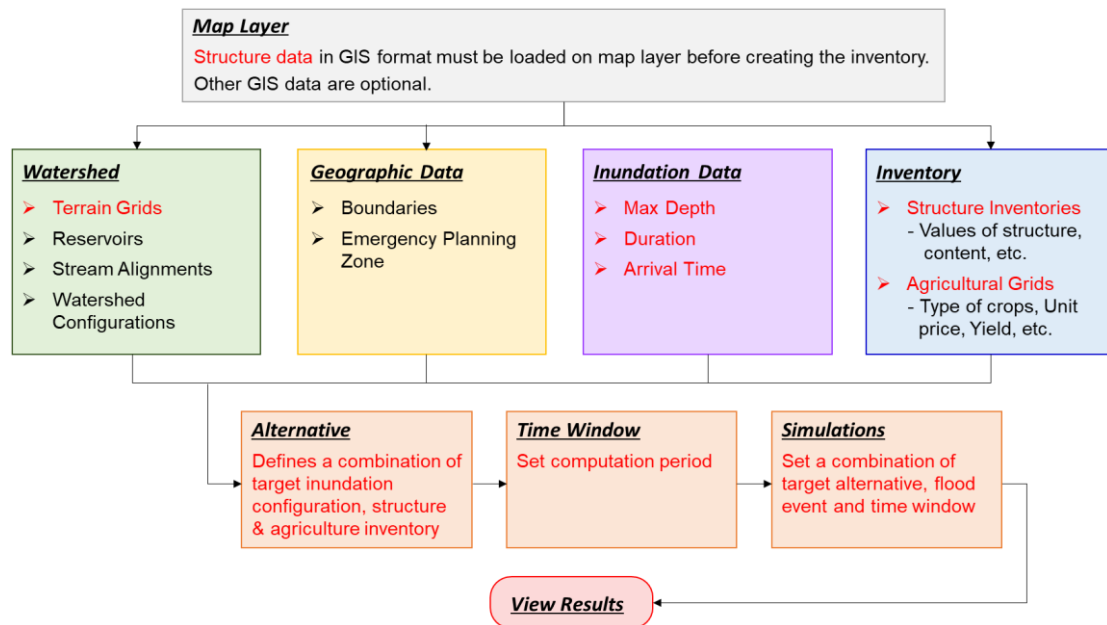 Map Layer
Structure data in GIS format must be loaded on map layer before creating the inventory.
Other GIS data are optional.
Watershed
➢ Terrain Grids
➢ Reservoirs
➢ Stream Alignments
➢ Watershed
Configurations
Geographic Data
➢ Boundaries
➢ Emergency Planning
Zone
Inundation Data
➢ Max Depth
➢ Duration
➢ Arrival Time
Inventory
➢ Structure Inventories
- Values of structure,
content, etc.
➢ Agricultural Grids
- Type of crops, Unit
price, Yield, etc.
Alternative
Defines a combination of
target inundation
configuration, structure
& agriculture inventory
Time Window
Set computation period
Simulations
Set a combination of
target alternative, flood
event and time window
View Results